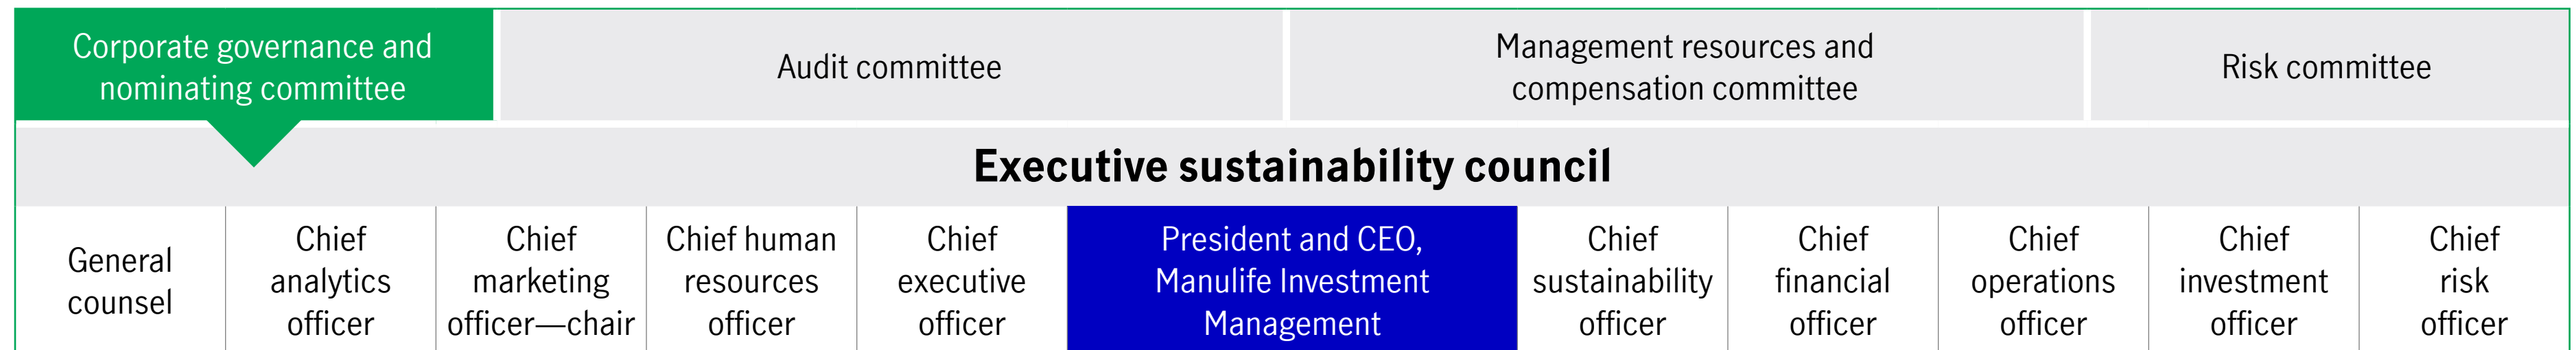 Corporate governance and
nominating committee
Audit committee
Management resources and
compensation committee
Risk committee
Executive sustainability council
General
counsel
Chief
analytics
officer
Chief
marketing
officer—chair
Chief human
resources
officer
Chief
executive
officer
President and CEO,
Manulife Investment
Management
Chief
sustainability
officer
Chief
financial
officer
Chief
operations
officer
Chief
investment
officer
Chief
risk
officer